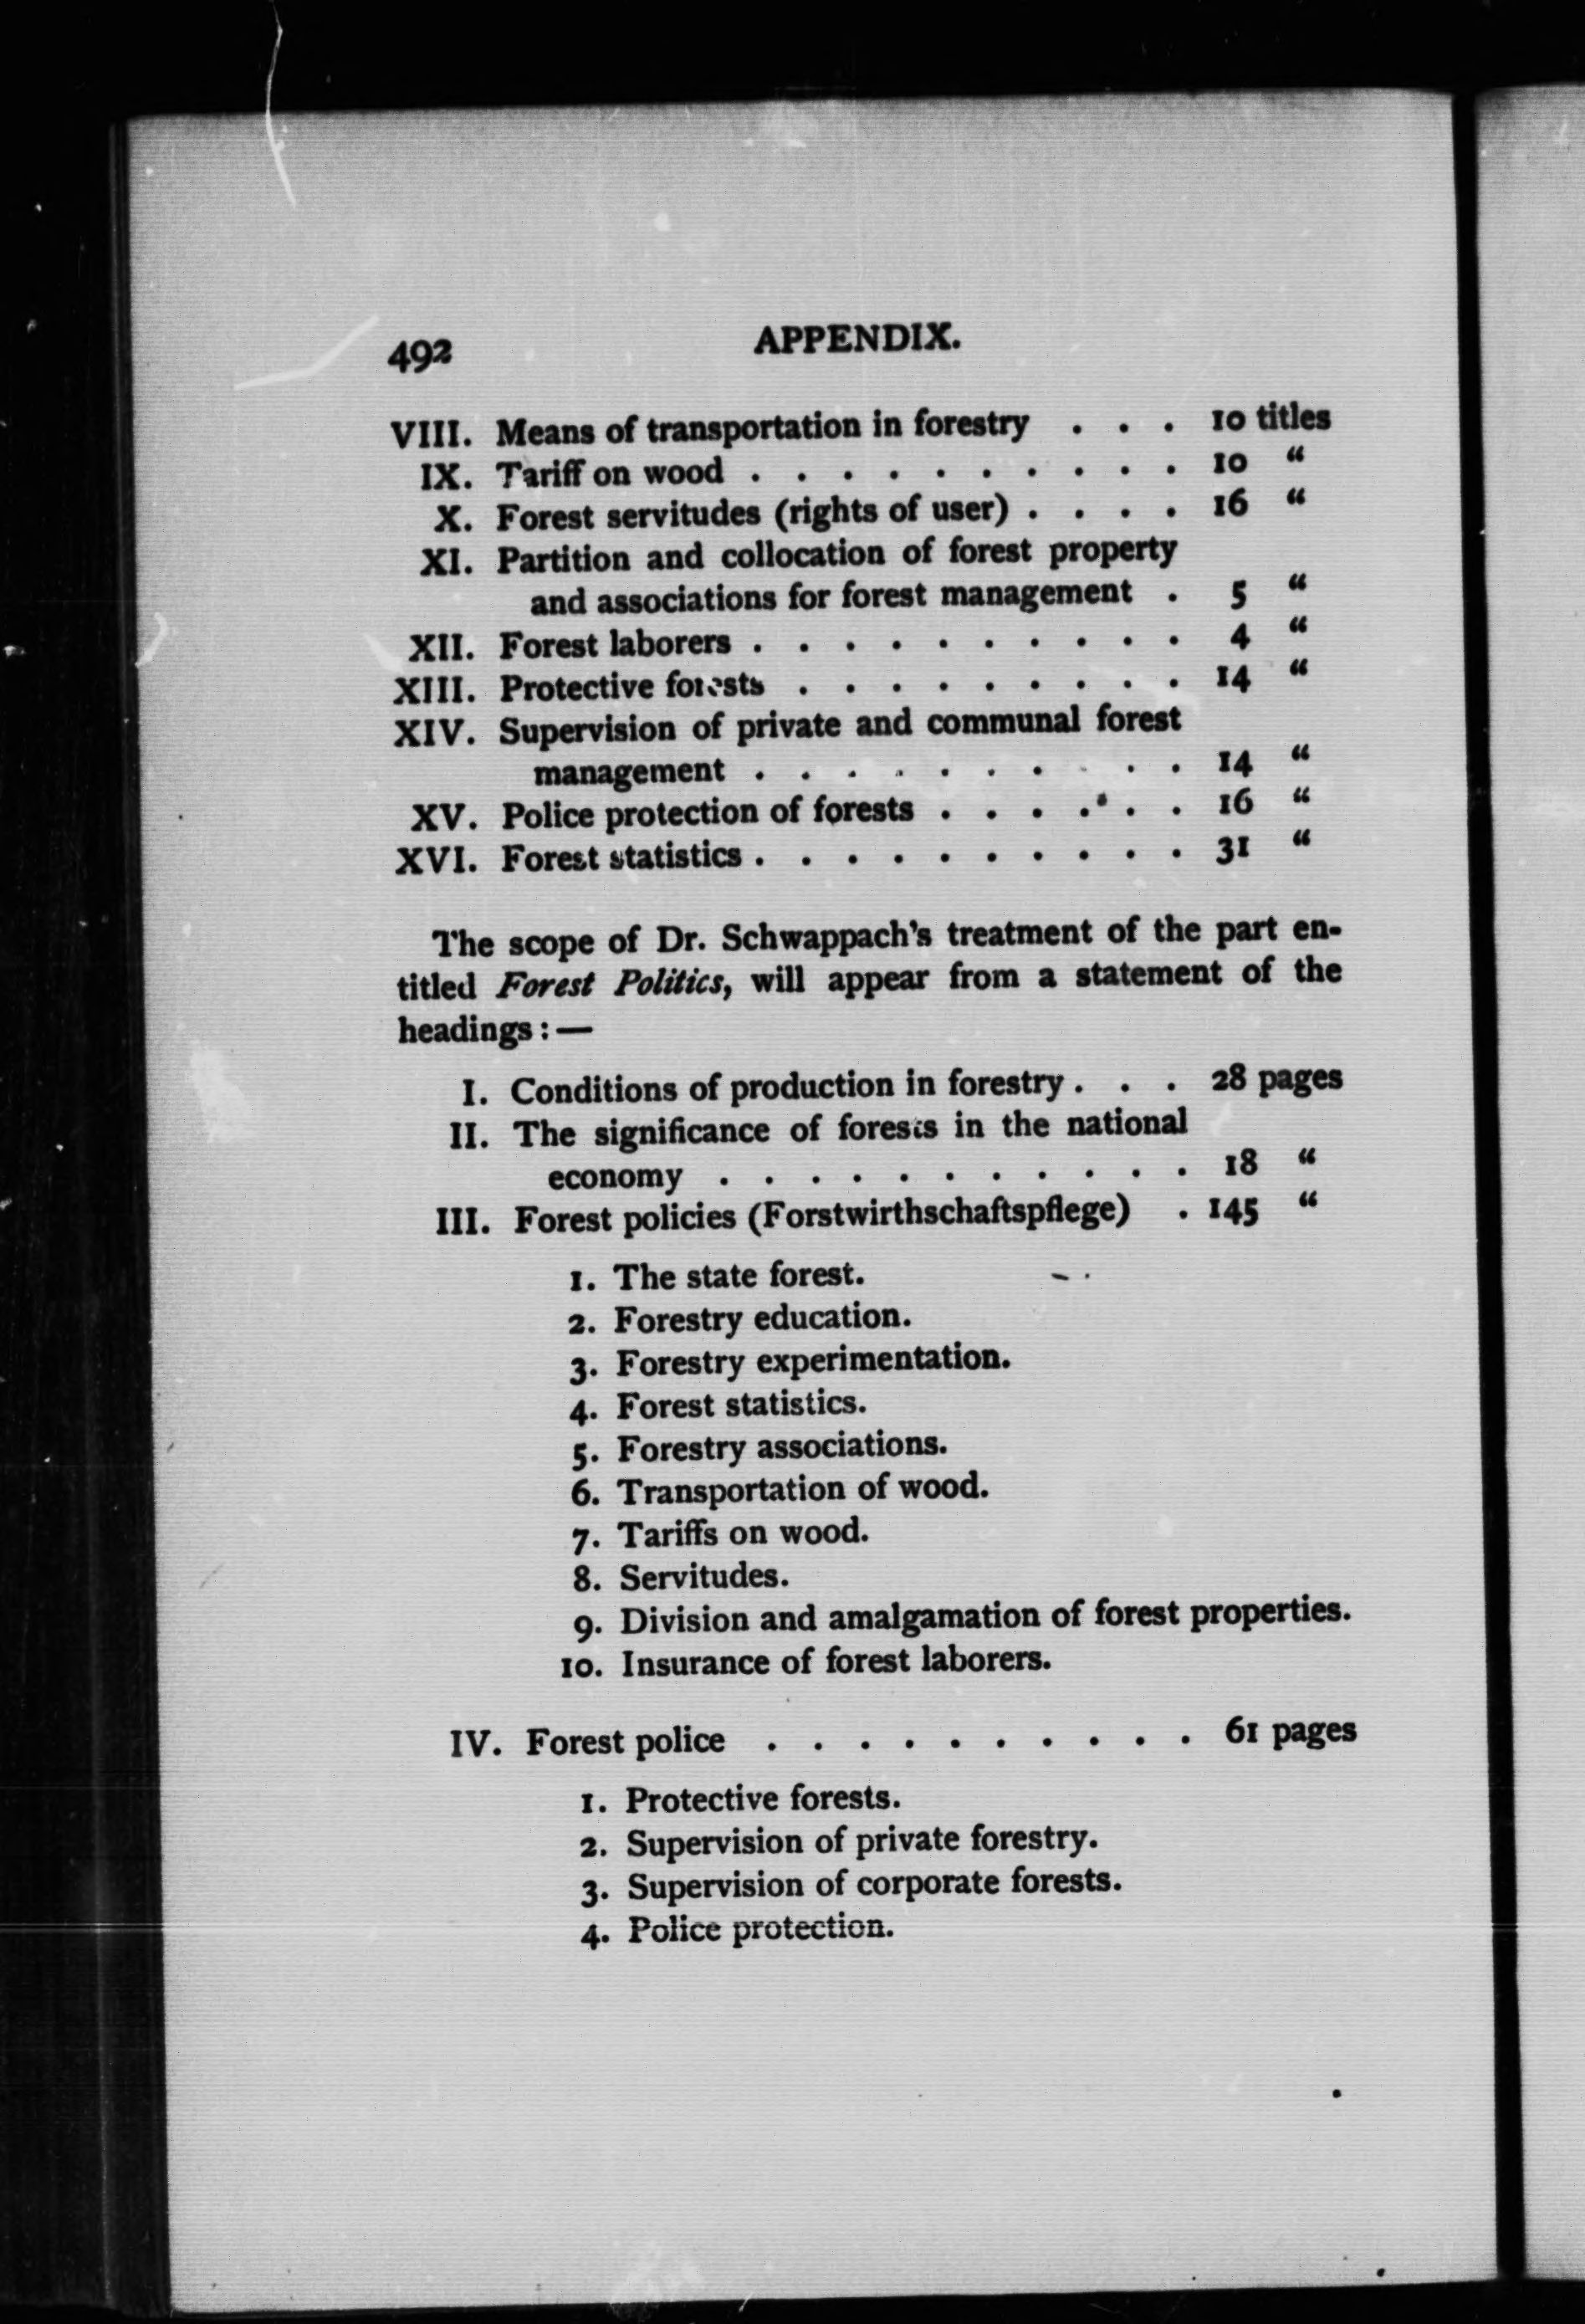 492 APPENDIX.
VIII. Means of transportation in forestry . . . 10 titles
IX. Tariff on wood . . . . . . . . . . 10 "
X. Forest servitudes (rights of user) . . . . 16 "
XI. Partition and collocation of forest property
and associations for forest management . 5 "
XII. Forest laborers . . . . . . . . . . 4 "
XIII. Protective forests . . . . . . . . . 14 "
XIV. Supervision of private and communal forest
management . . . . . . . . . . 14 "
XV. Police protection of forests . . . . . . 16 "
XVI. Forest statistics . . . . . . . . . . 31 "
The scope of Dr. Schwappach's treatment of the part en-
titled Forest Politics, will appear from a statement of the
headings : —
I. Conditions of production in forestry . . . 28 pages
II. The significance of forests in the national
economy . . . . . . . . . . . 18 "
III. Forest policies (Forstwirthschaftspflege) . 145 "
1. The state forest.
2. Forestry education.
3. Forestry experimentation.
4. Forest statistics.
5. Forestry associations.
6. Transportation of wood.
7. Tariffs on wood.
8. Servitudes.
9. Division and amalgamation of forest properties.
10. Insurance of forest laborers.
IV. Forest police . . . . . . . . . . 61 pages
1. Protective forests.
2. Supervision of private forestry.
3. Supervision of corporate forests.
4. Police protection.